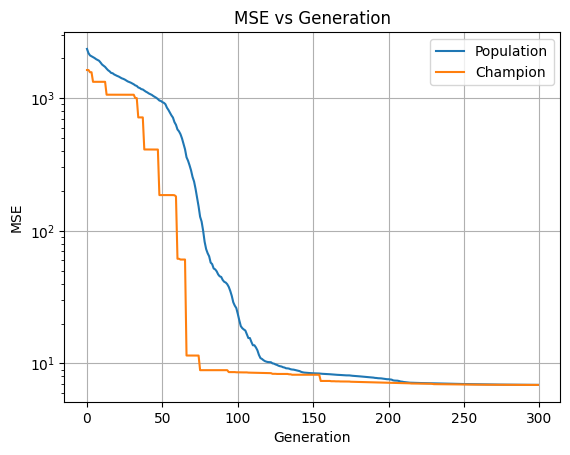 MSE vs Generation
Population
Champion
10³
10²
10¹
MSE
0 50 100 150 200 250 300
Generation